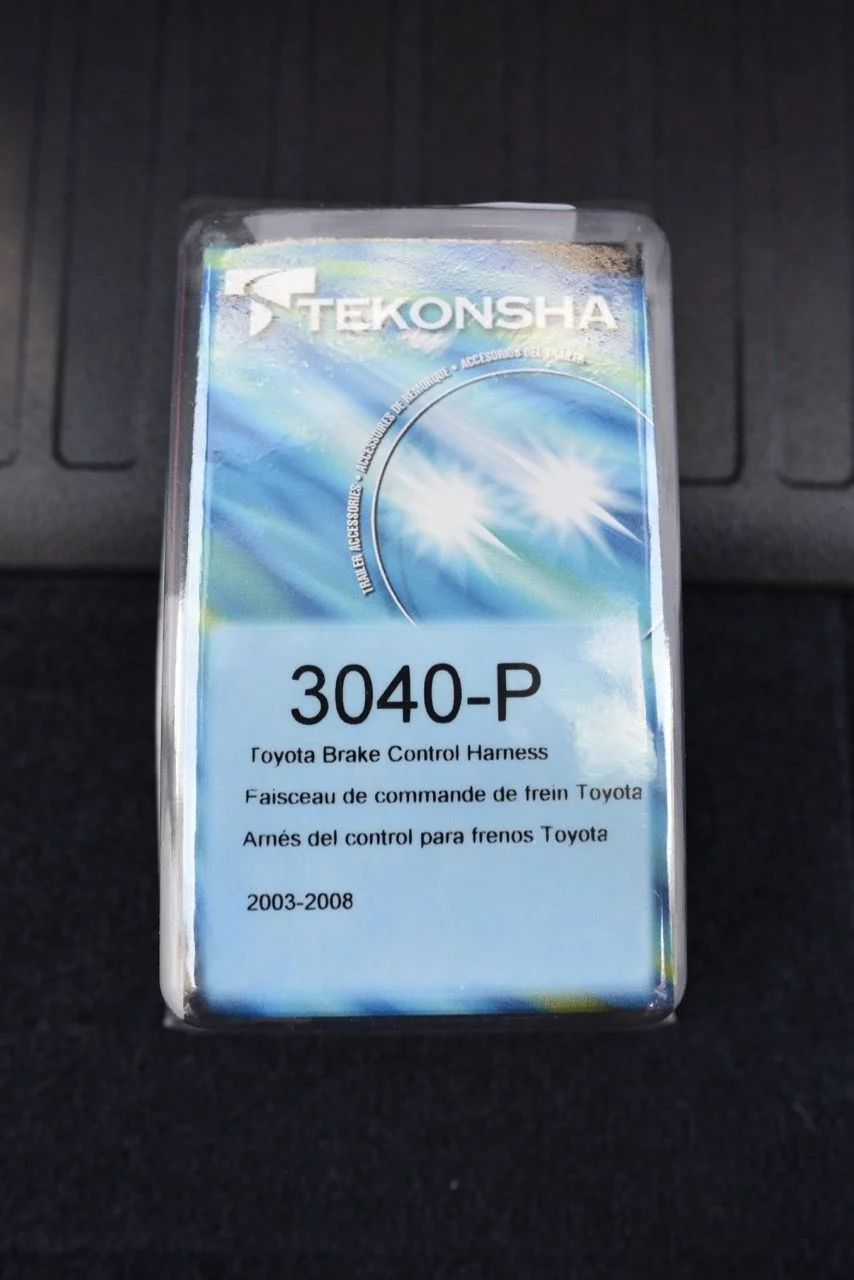 TEKONSHA
TRAILER ACCESSORIES • ACCESSOIRES DE REMORQUE • ACCESORIOS DEL TRAILER
3040-P
Toyota Brake Control Harness
Faisceau de commande de frein Toyota
Arnés del control para frenos Toyota
2003-2008